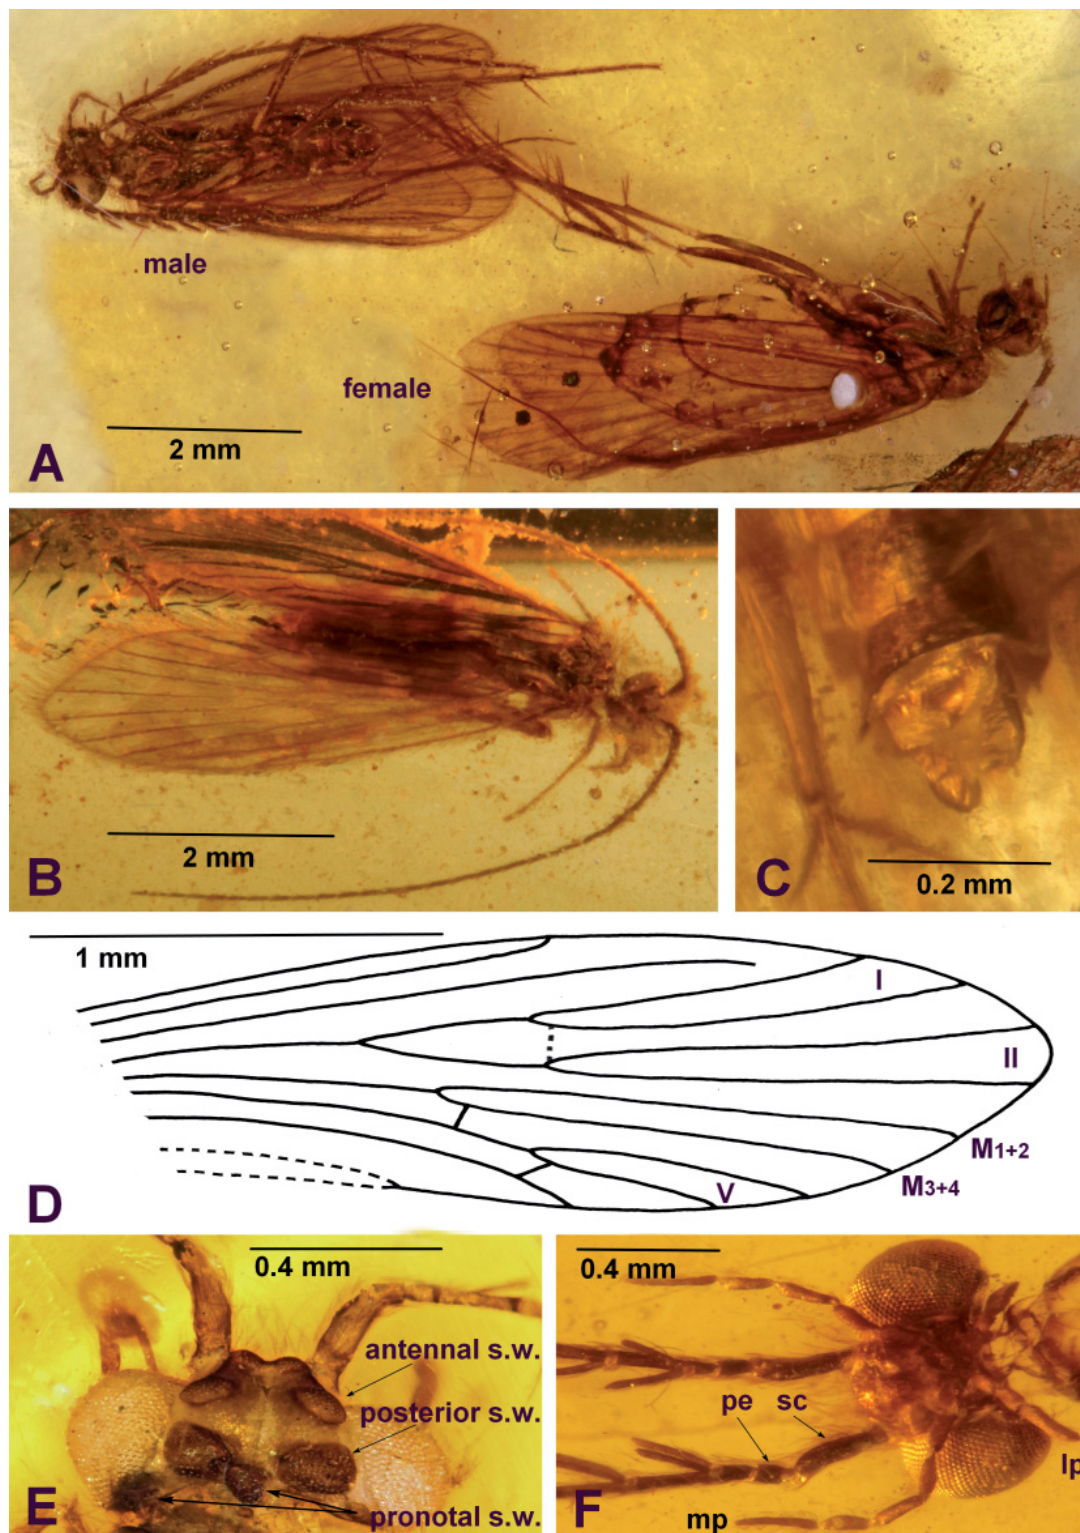 male
female
2 mm
A
2 mm
B
0.2 mm
C
1 mm
I
II
M1+2
M3+4
V
D
0.4 mm
antennal s.w.
posterior s.w.
pronotal s.w.
E
0.4 mm
pe
sc
lp
mp
F